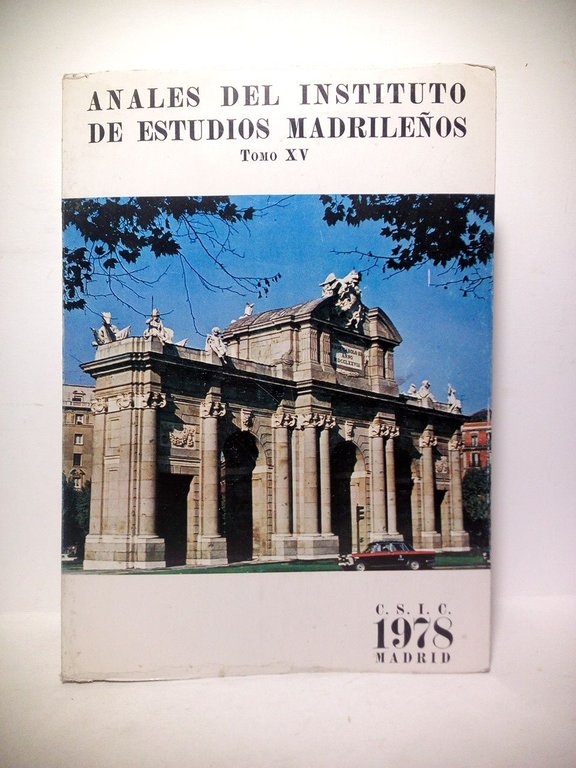 ANALES DEL INSTITUTO
DE ESTUDIOS MADRILEÑOS
TOMO XV
C. S. I. C.
1978
MADRID